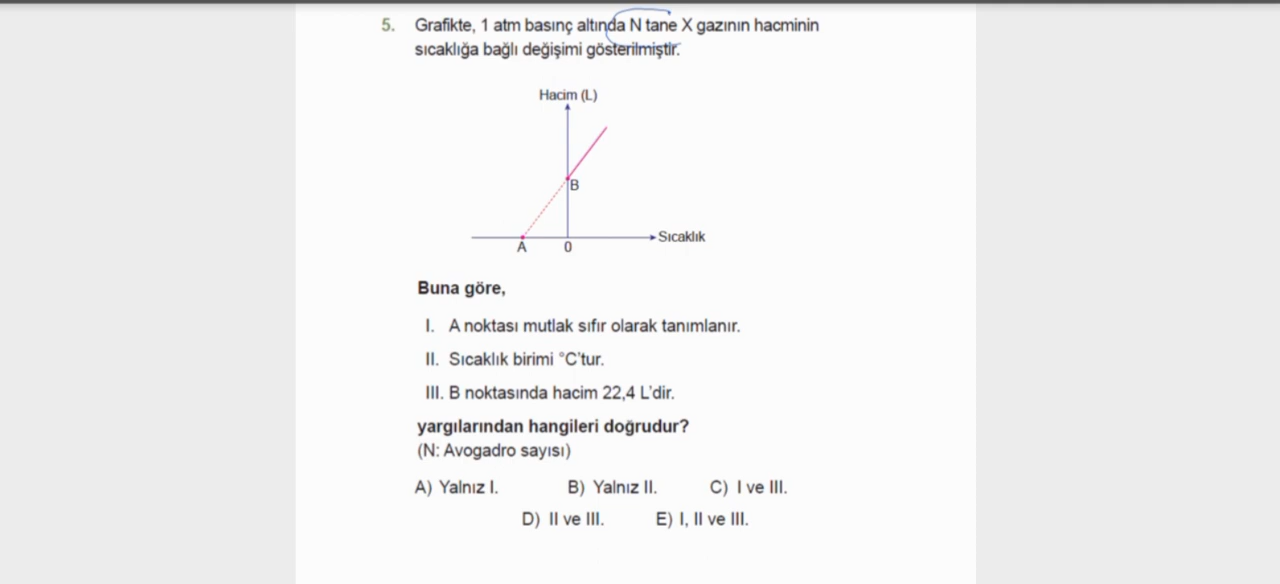 5. Grafikte, 1 atm basınç altında N tane X gazının hacminin
sıcaklığa bağlı değişimi gösterilmiştir.
Hacim (L)
B
A 0 Sıcaklık
Buna göre,
I. A noktası mutlak sıfır olarak tanımlanır.
II. Sıcaklık birimi °C'tur.
III. B noktasında hacim 22,4 L'dir.
yargılarından hangileri doğrudur?
(N: Avogadro sayısı)
A) Yalnız I. B) Yalnız II. C) I ve III.
D) II ve III. E) I, II ve III.